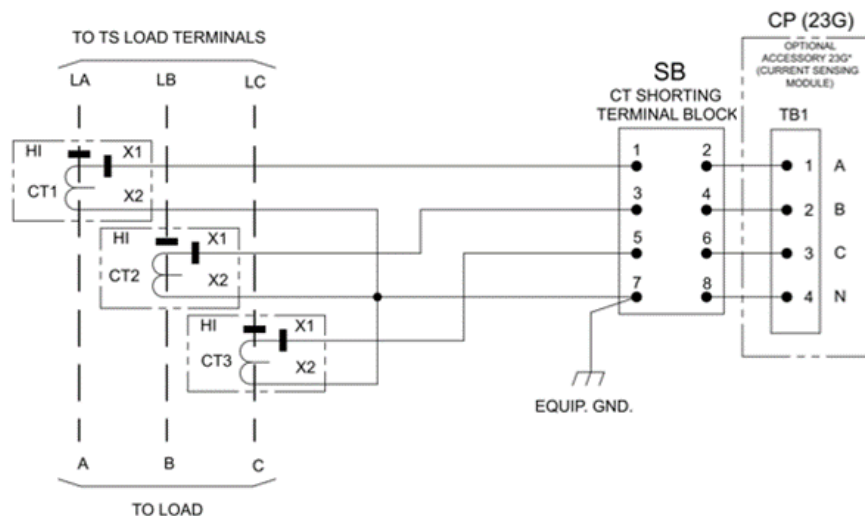 CP (23G)
OPTIONAL
ACCESSORY 23G*
(CURRENT SENSING
MODULE)
TO TS LOAD TERMINALS
LA LB LC
SB
CT SHORTING
TERMINAL BLOCK
TB1
HI X1
CT1 X2
1 2 1 A
HI X1
CT2 X2
3 4 2 B
5 6 3 C
HI X1
CT3 X2
7 8 4 N
EQUIP. GND.
A B C
TO LOAD